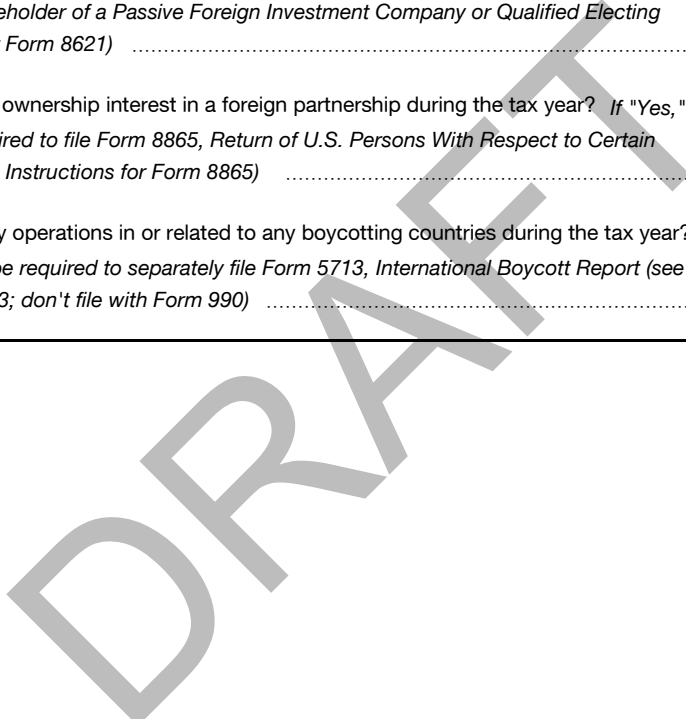 eholder of a Passive Foreign Investment Company or Qualified Electing
Form 8621)
ownership interest in a foreign partnership during the tax year? If "Yes,"
ired to file Form 8865, Return of U.S. Persons With Respect to Certain
Instructions for Form 8865)
y operations in or related to any boycotting countries during the tax year?
be required to separately file Form 5713, International Boycott Report (see
3; don't file with Form 990)
DRAFT